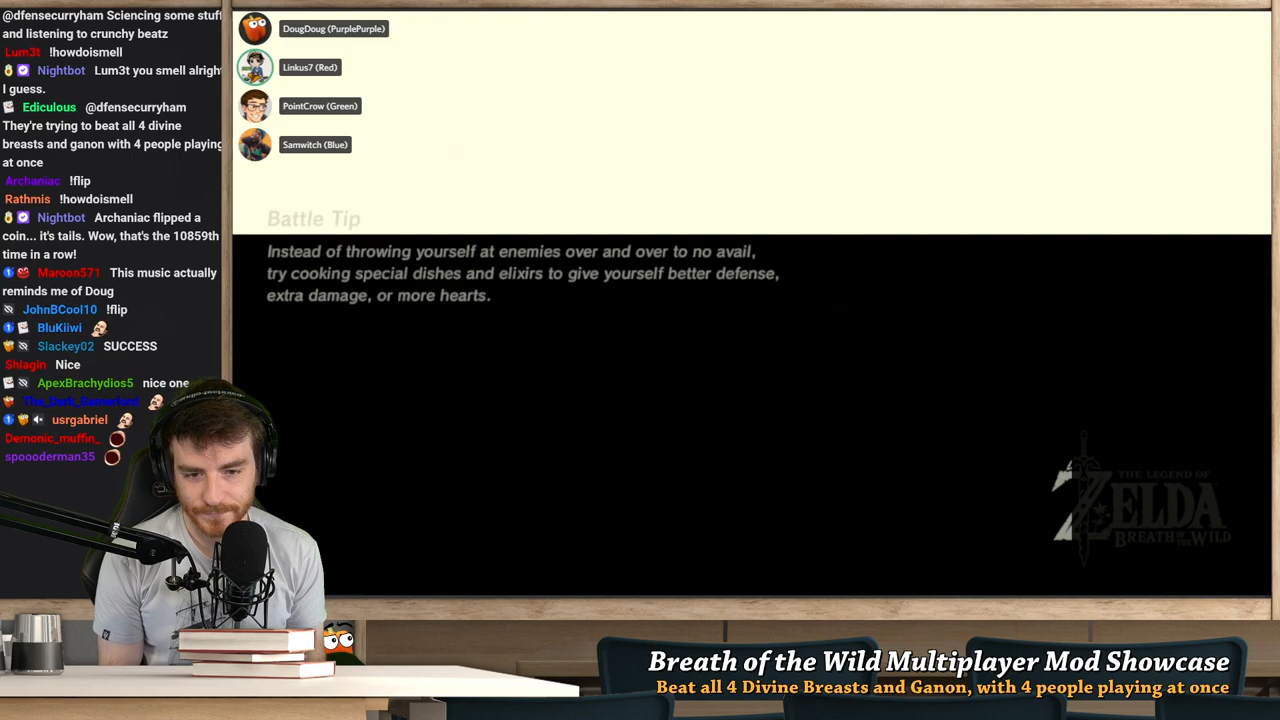 @dfensecurryham Sciencing some stuff
and listening to crunchy beatz
Lum3t !howdoismell
Nightbot Lum3t you smell alright
I guess.
Ediculous @dfensecurryham
They're trying to beat all 4 divine
breasts and ganon with 4 people playing
at once
Archaniac !flip
Rathmis !howdoismell
Nightbot Archaniac flipped a
coin... it's tails. Wow, that's the 10859th
time in a row!
Maroon571 This music actually
reminds me of Doug
JohnBCool10 !flip
BluKiiwi
Slackey02 SUCCESS
Shlagin Nice
ApexBrachydios5 nice one
usrgabriel
Demonic_muffin_
spoooderman35
DougDoug (PurplePurple)
Linkus7 (Red)
PointCrow (Green)
Samwitch (Blue)
Battle Tip
Instead of throwing yourself at enemies over and over to no avail,
try cooking special dishes and elixirs to give yourself better defense,
extra damage, or more hearts.
THE LEGEND OF
ZELDA
BREATH OF THE WILD
Breath of the Wild Multiplayer Mod Showcase
Beat all 4 Divine Breasts and Ganon, with 4 people playing at once